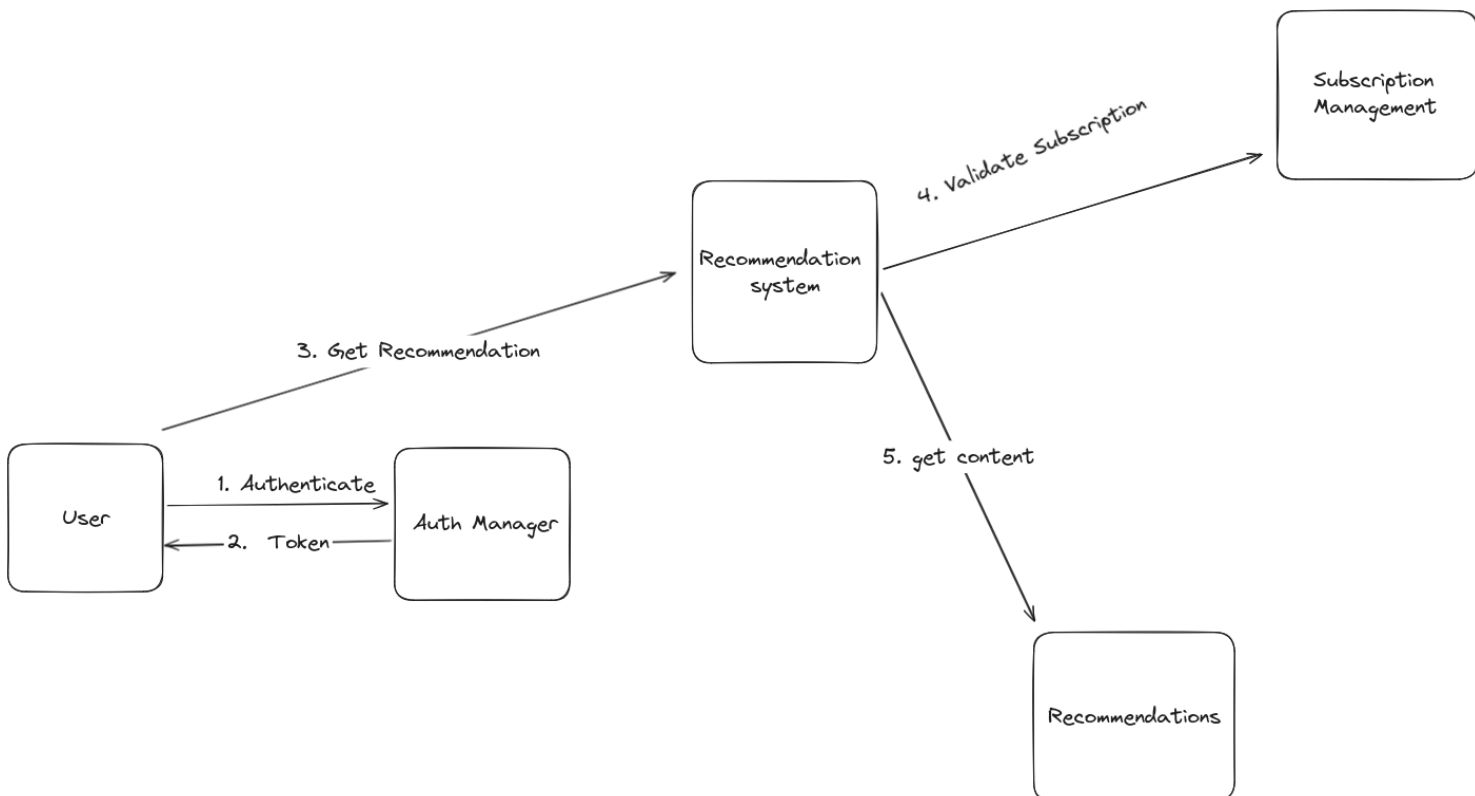 Subscription
Management
4. Validate Subscription
Recommendation
system
3. Get Recommendation
5. get content
1. Authenticate
User
Auth Manager
2. Token
Recommendations